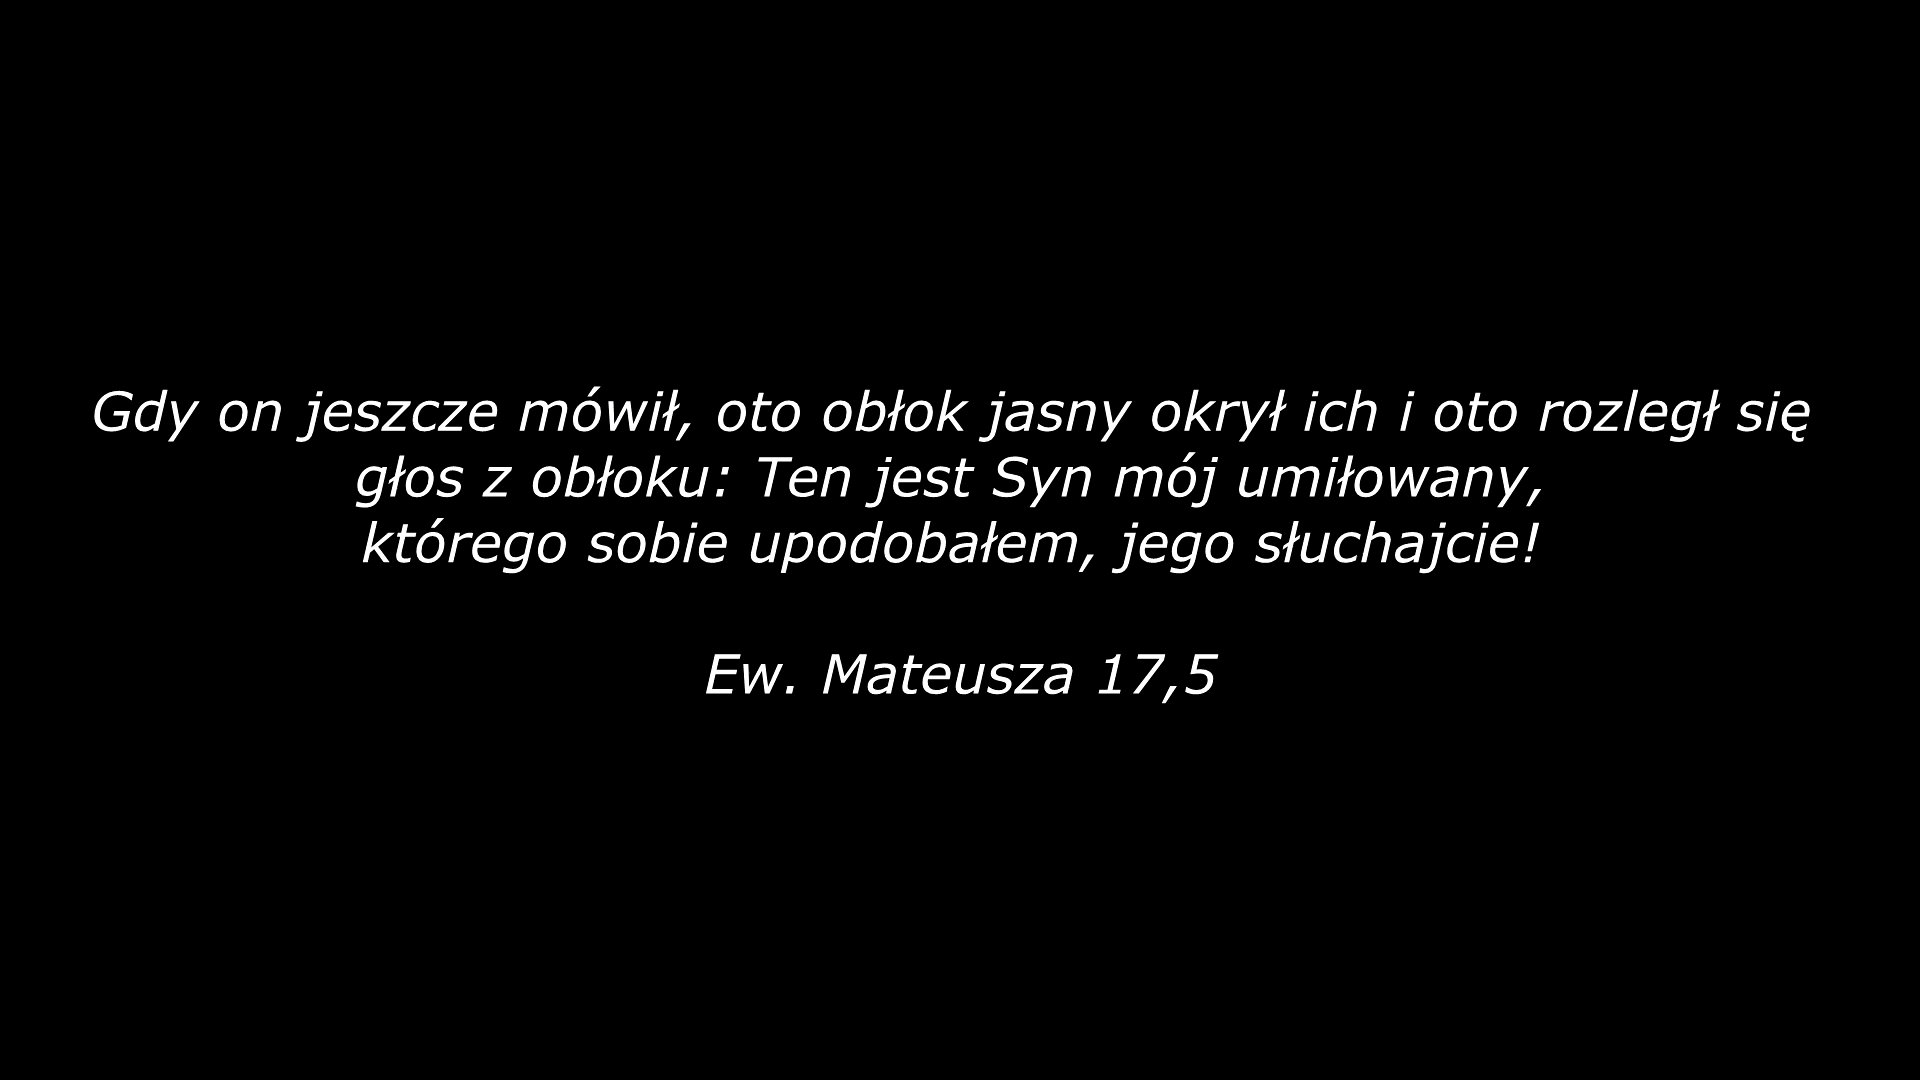 Gdy on jeszcze mówił, oto obłok jasny okrył ich i oto rozległ się
głos z obłoku: Ten jest Syn mój umiłowany,
którego sobie upodobałem, jego słuchajcie!
Ew. Mateusza 17,5